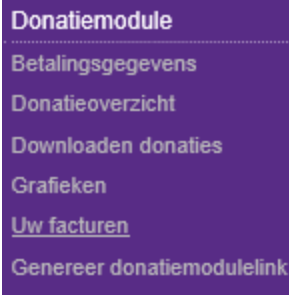 Donatiemodule
Betalingsgegevens
Donatieoverzicht
Downloaden donaties
Grafieken
Uw facturen
Genereer donatiemodulelink